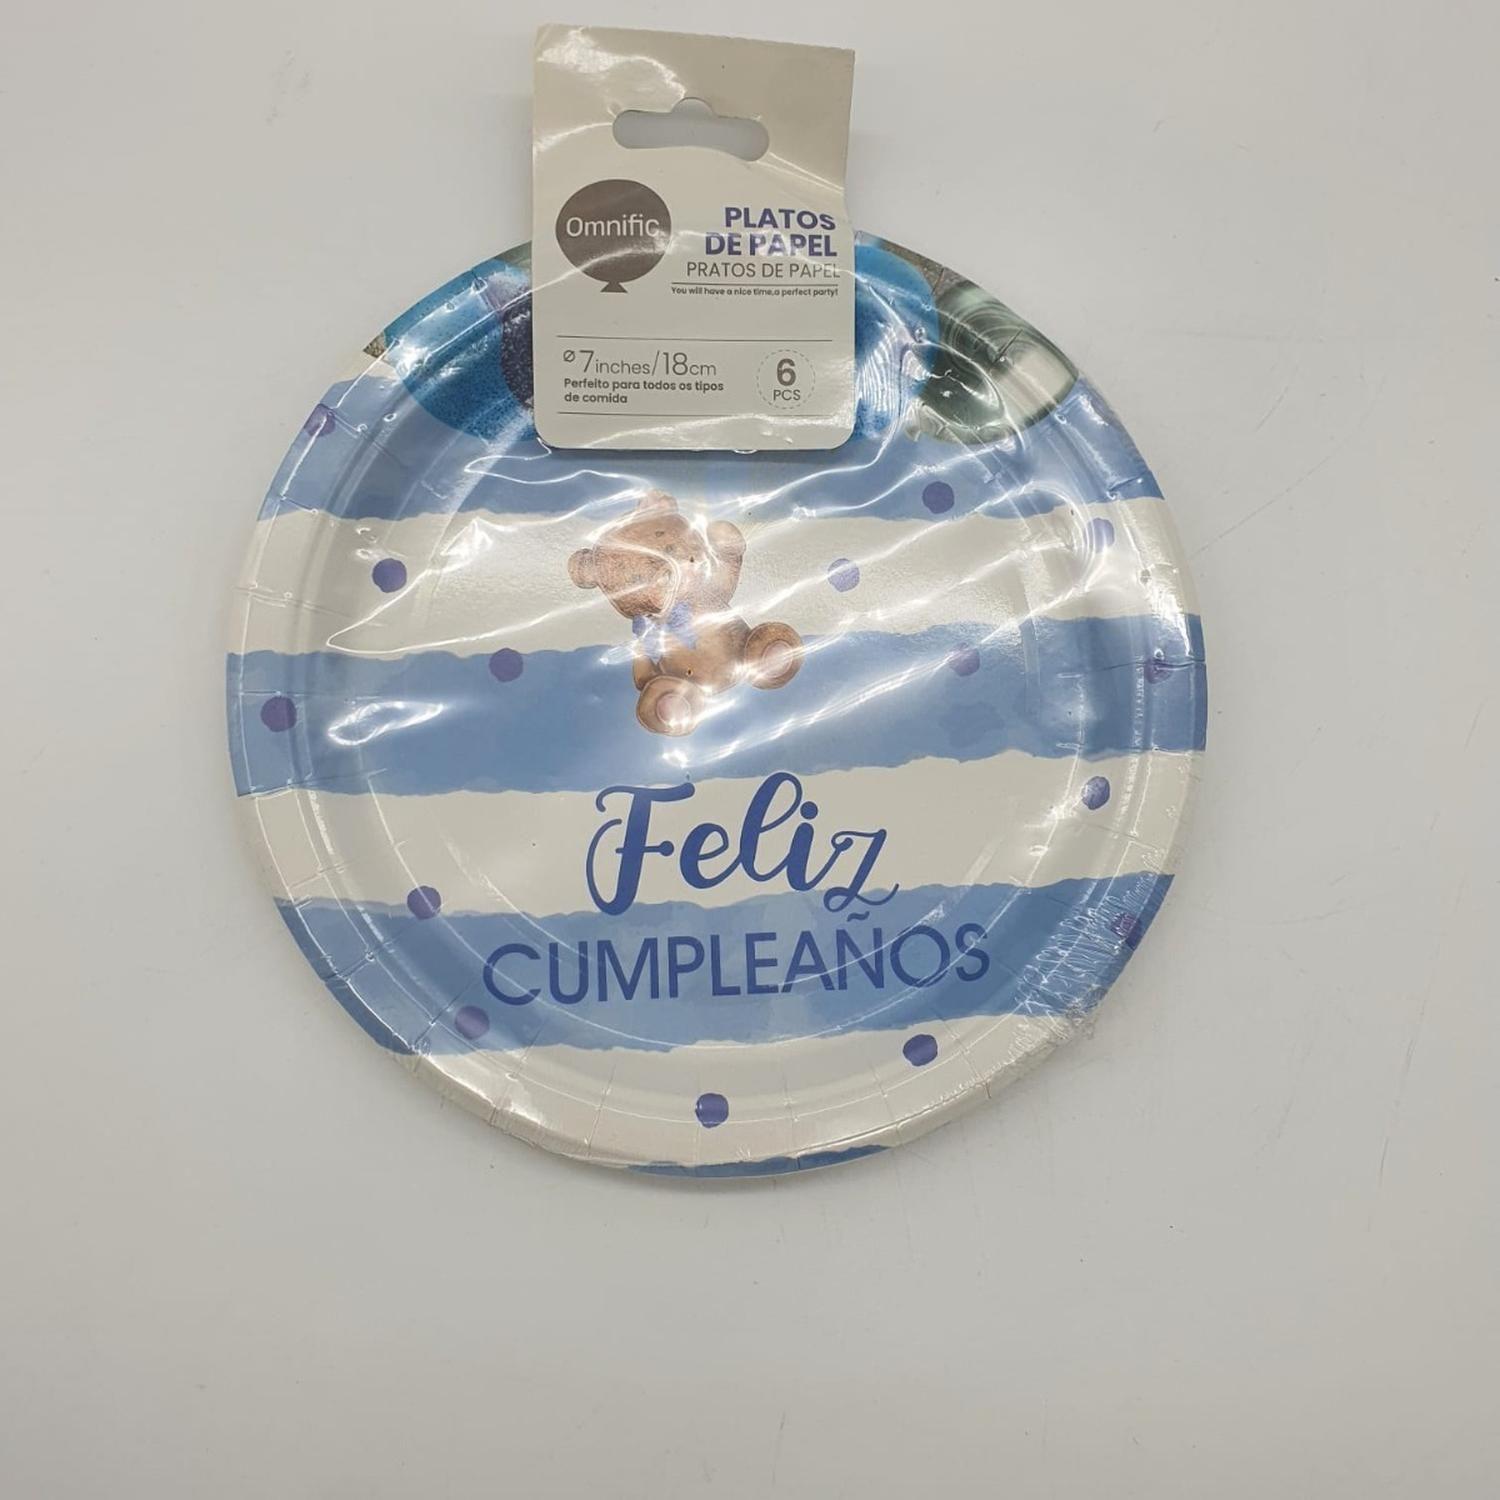 Omnific
PLATOS
DE PAPEL
PRATOS DE PAPEL
You will have a nice time,a perfect party!
Ø7inches/18cm
Perfeito para todos os tipos
de comida
6
PCS
Feliz
CUMPLEAÑOS